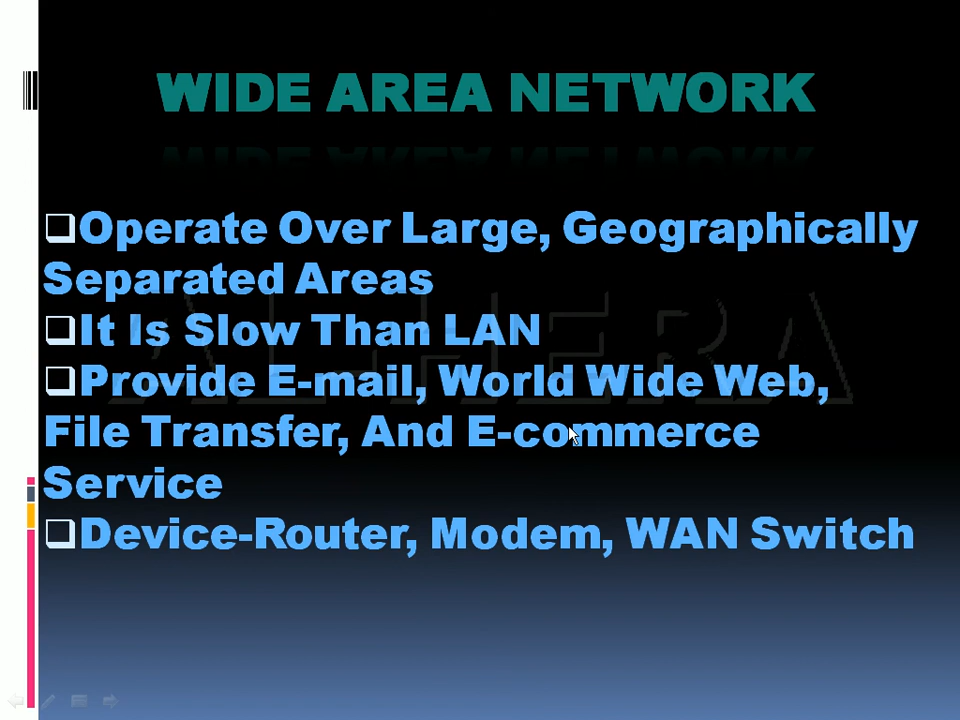 WIDE AREA NETWORK
❑Operate Over Large, Geographically
Separated Areas
❑It Is Slow Than LAN
❑Provide E-mail, World Wide Web,
File Transfer, And E-commerce
Service
❑Device-Router, Modem, WAN Switch